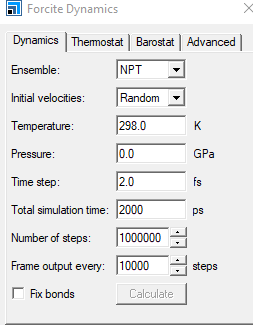 Forcite Dynamics
Dynamics Thermostat Barostat Advanced
Ensemble: NPT
Initial velocities: Random
Temperature: 298.0 K
Pressure: 0.0 GPa
Time step: 2.0 fs
Total simulation time: 2000 ps
Number of steps: 1000000
Frame output every: 10000 steps
Fix bonds Calculate